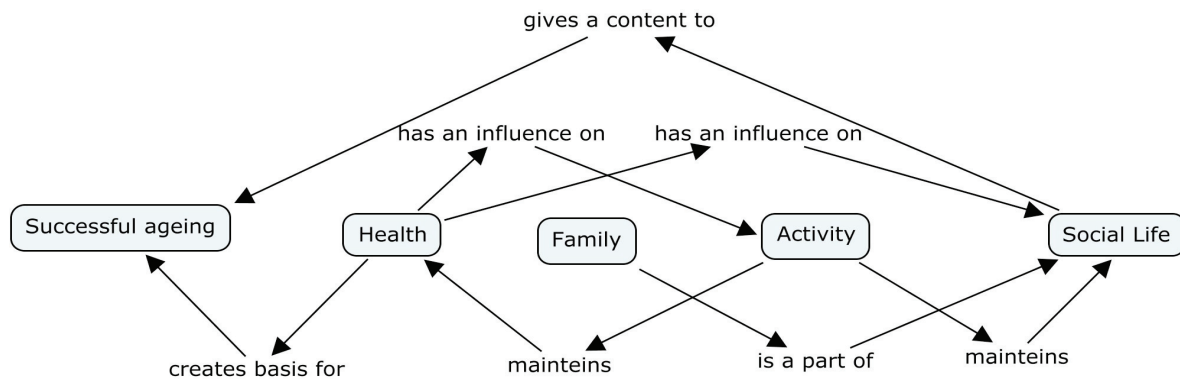 gives a content to
has an influence on
has an influence on
Successful ageing
Health
Family
Activity
Social Life
creates basis for
mainteins
is a part of
mainteins